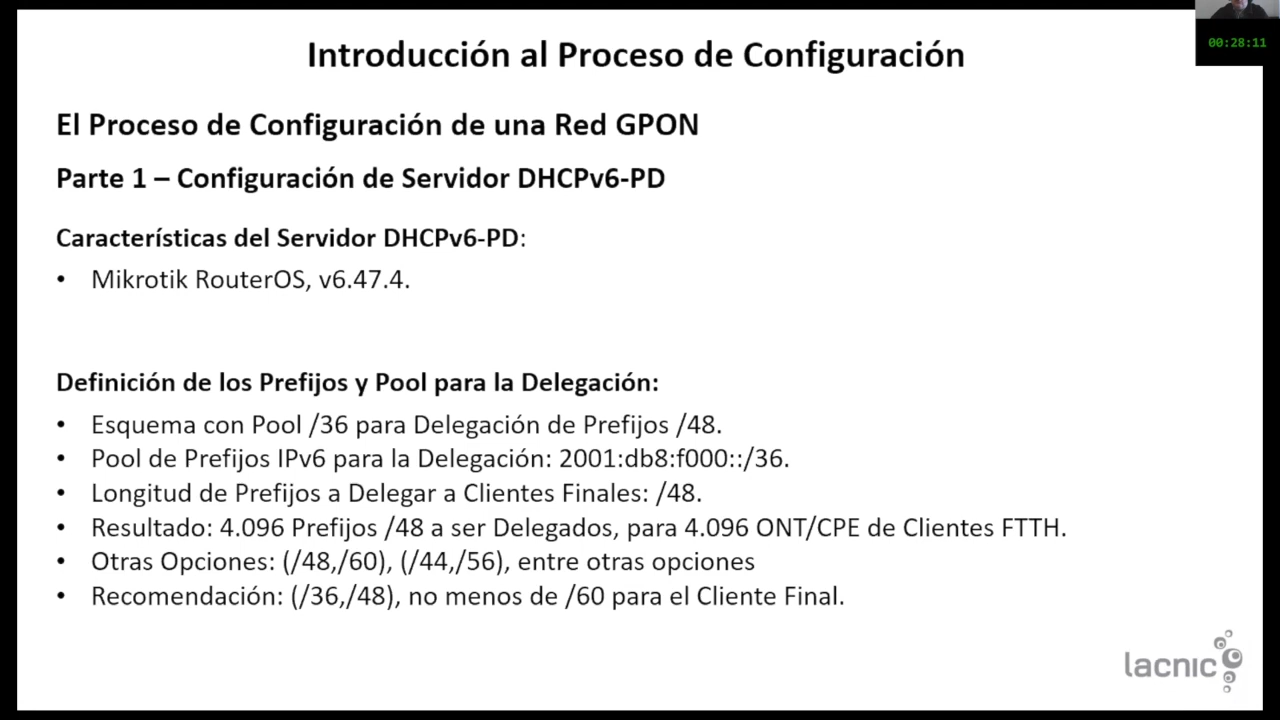 00:28:11
Introducción al Proceso de Configuración
El Proceso de Configuración de una Red GPON
Parte 1 – Configuración de Servidor DHCPv6-PD
Características del Servidor DHCPv6-PD:
• Mikrotik RouterOS, v6.47.4.
Definición de los Prefijos y Pool para la Delegación:
• Esquema con Pool /36 para Delegación de Prefijos /48.
• Pool de Prefijos IPv6 para la Delegación: 2001:db8:f000::/36.
• Longitud de Prefijos a Delegar a Clientes Finales: /48.
• Resultado: 4.096 Prefijos /48 a ser Delegados, para 4.096 ONT/CPE de Clientes FTTH.
• Otras Opciones: (/48,/60), (/44,/56), entre otras opciones
• Recomendación: (/36,/48), no menos de /60 para el Cliente Final.
lacnic